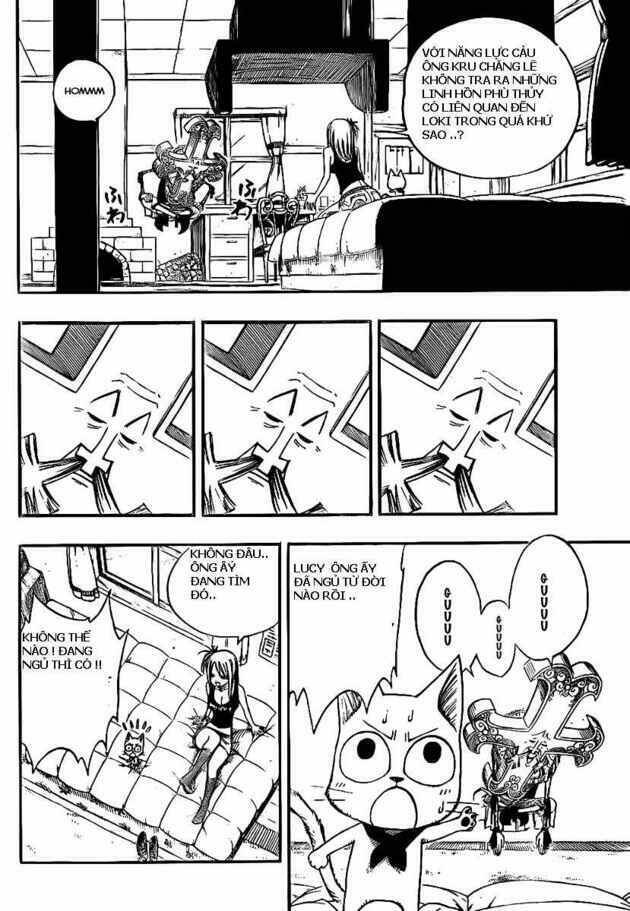 VỚI NĂNG LỰC CẢU
ÔNG KRU CHẲNG LẼ
KHÔNG TRA RA NHỮNG
LINH HỒN PHÙ THỦY
CÓ LIÊN QUAN ĐẾN
LOKI TRONG QUÁ KHỨ
SAO ..?
HOMMM
ふわ
ふわ
LUCY ÔNG ẤY
ĐÃ NGỦ TỪ ĐỜI
NÀO RỒI ..
GUUUU
GUUUU
GUUUU
KHÔNG ĐÂU..
ÔNG ẤY
ĐANG TÌM
ĐÓ..
KHÔNG THỂ
NÀO ! ĐANG
NGỦ THÌ CÓ !!